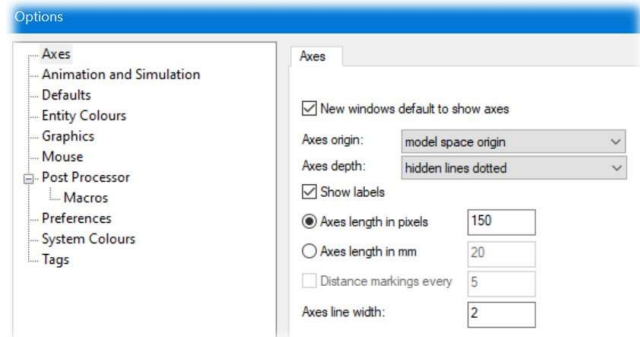 Options
Axes
Animation and Simulation
Defaults
Entity Colours
Graphics
Mouse
Post Processor
Macros
Preferences
System Colours
Tags
Axes
New windows default to show axes
Axes origin: model space origin
Axes depth: hidden lines dotted
Show labels
Axes length in pixels 150
Axes length in mm 20
Distance markings every 5
Axes line width: 2